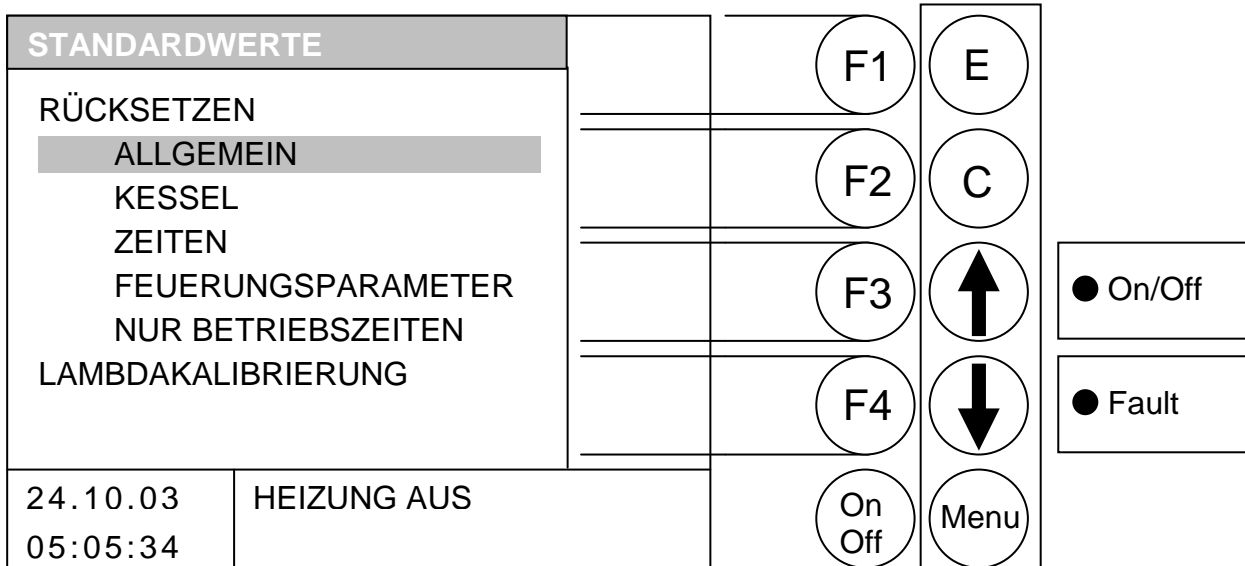 STANDARDWERTE
RÜCKSETZEN
ALLGEMEIN
KESSEL
ZEITEN
FEUERUNGSPARAMETER
NUR BETRIEBSZEITEN
LAMBDAKALIBRIERUNG
24.10.03
05:05:34
HEIZUNG AUS
F1
E
F2
C
F3
F4
On
Off
Menu
On/Off
Fault